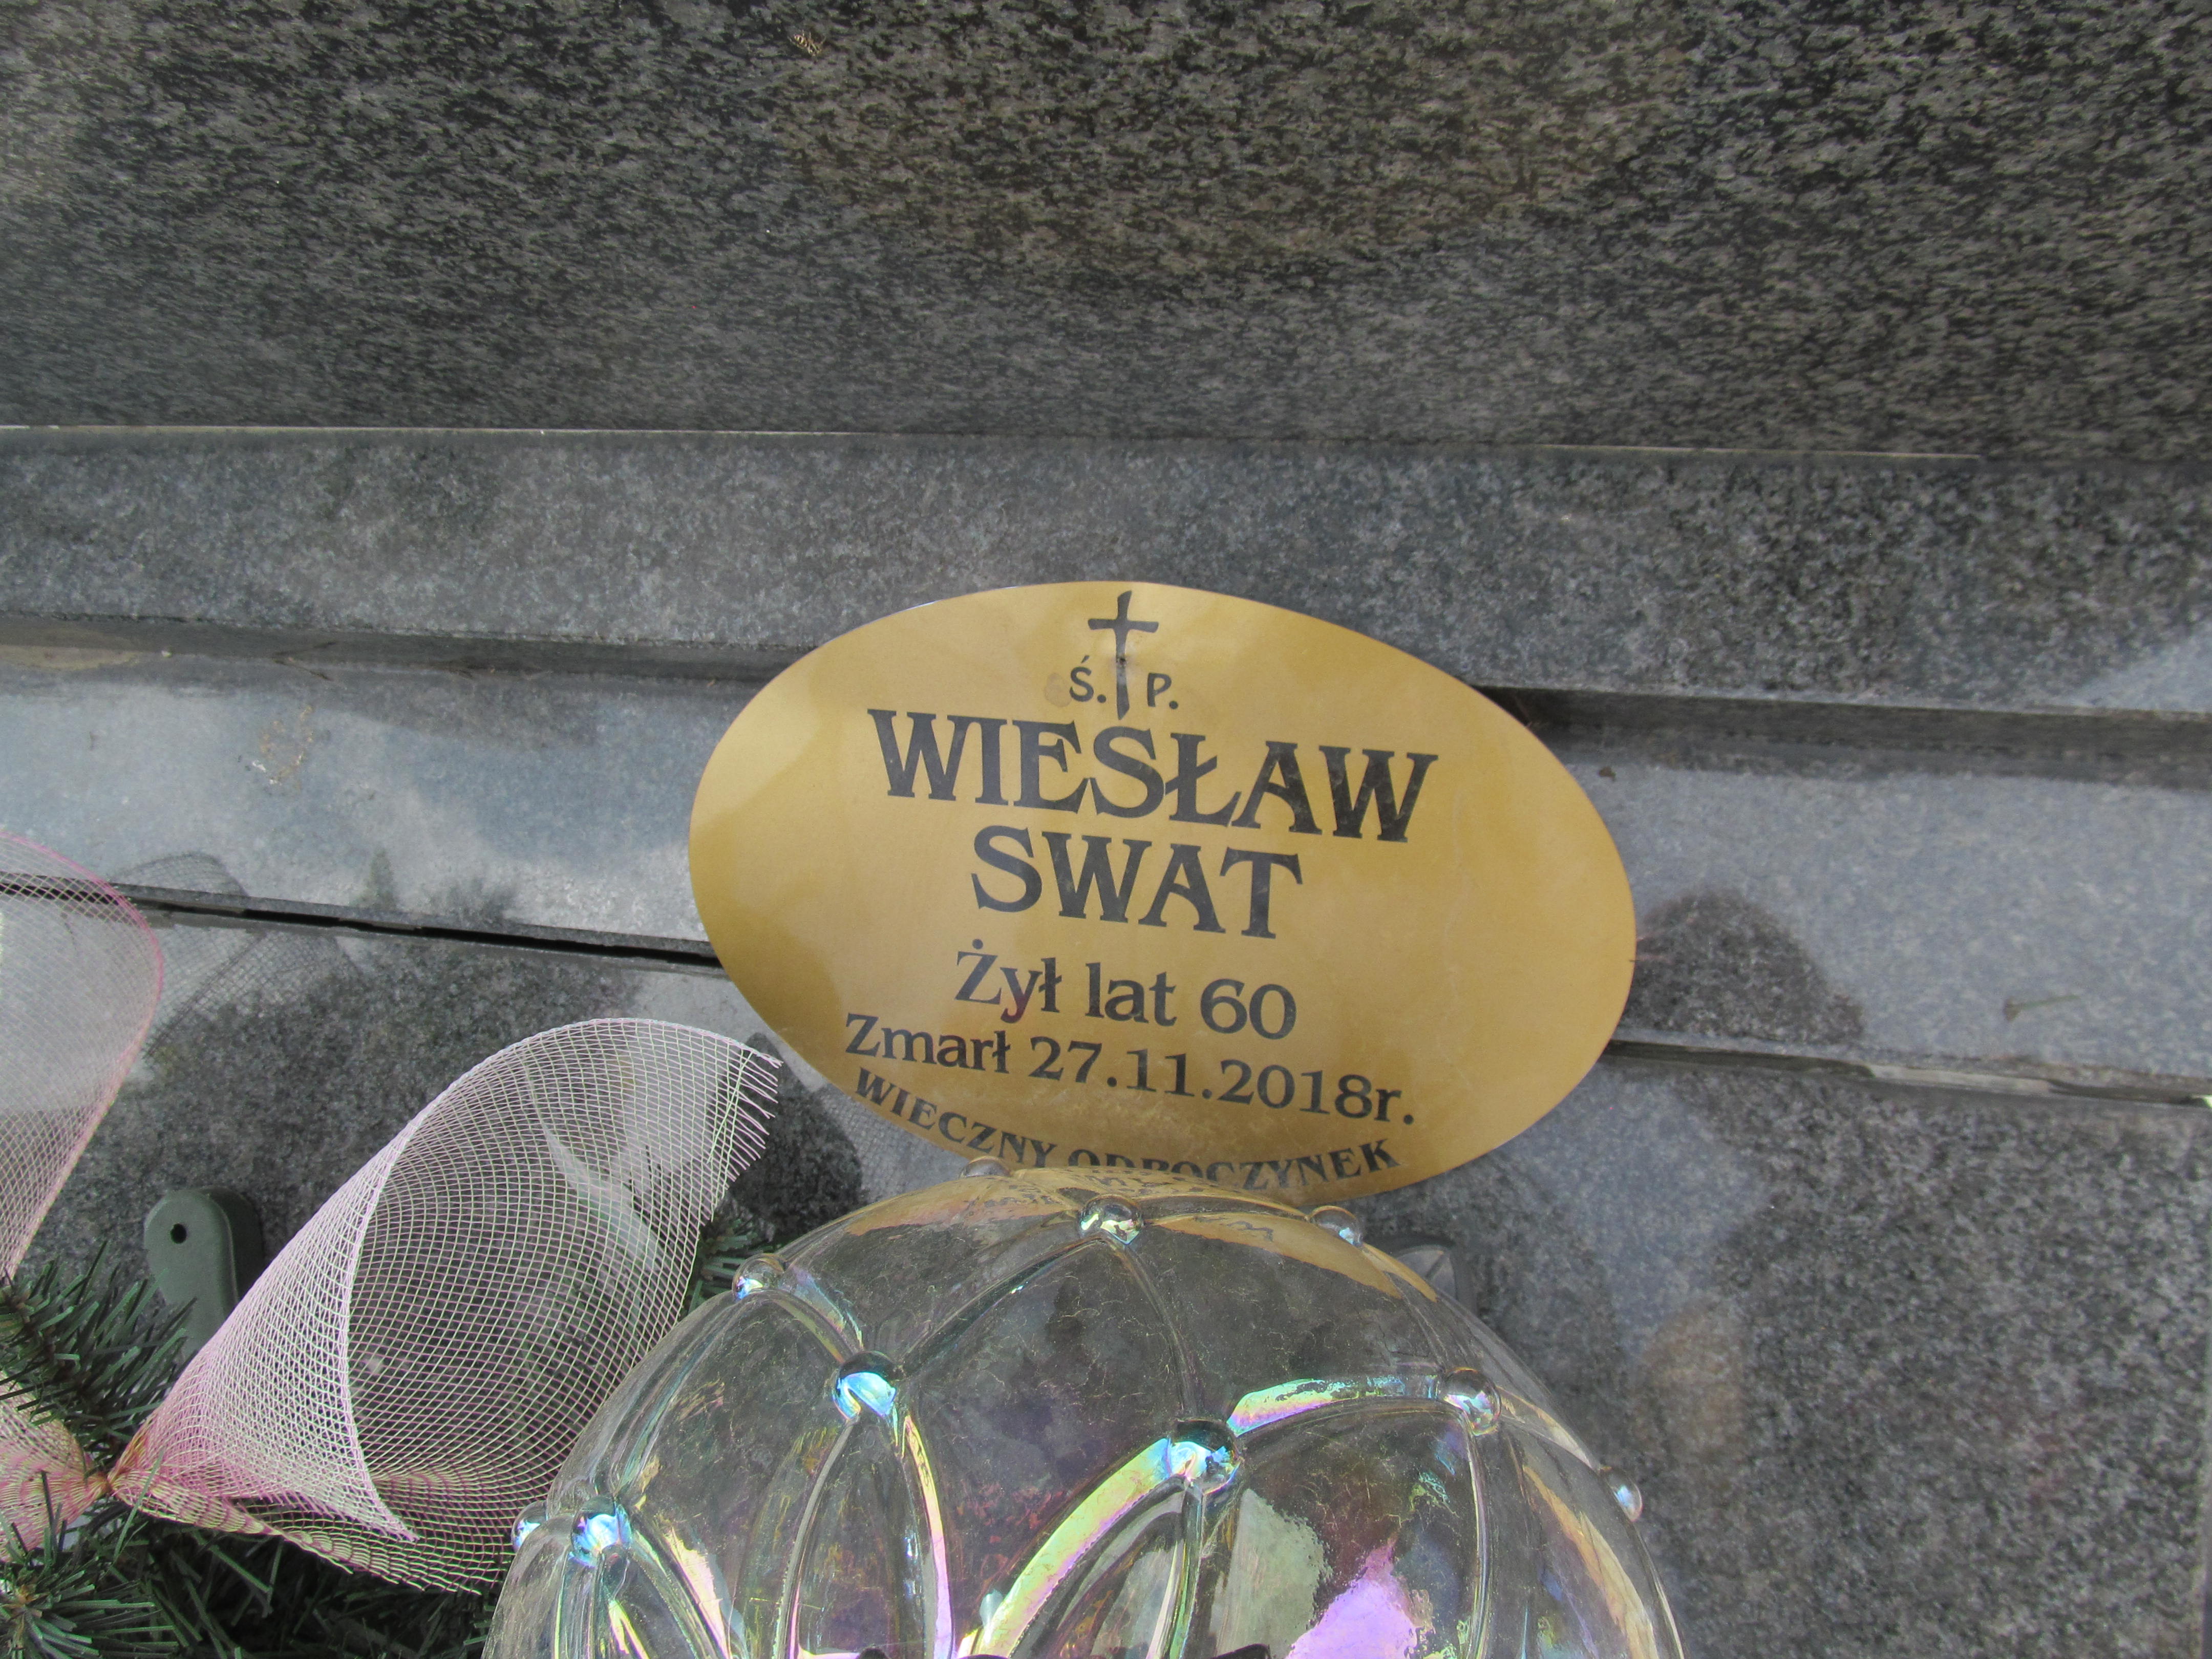 Ś. P.
WIESŁAW
SWAT
Żył lat 60
Zmarł 27.11.2018r.
WIECZNY ODPOCZYNEK